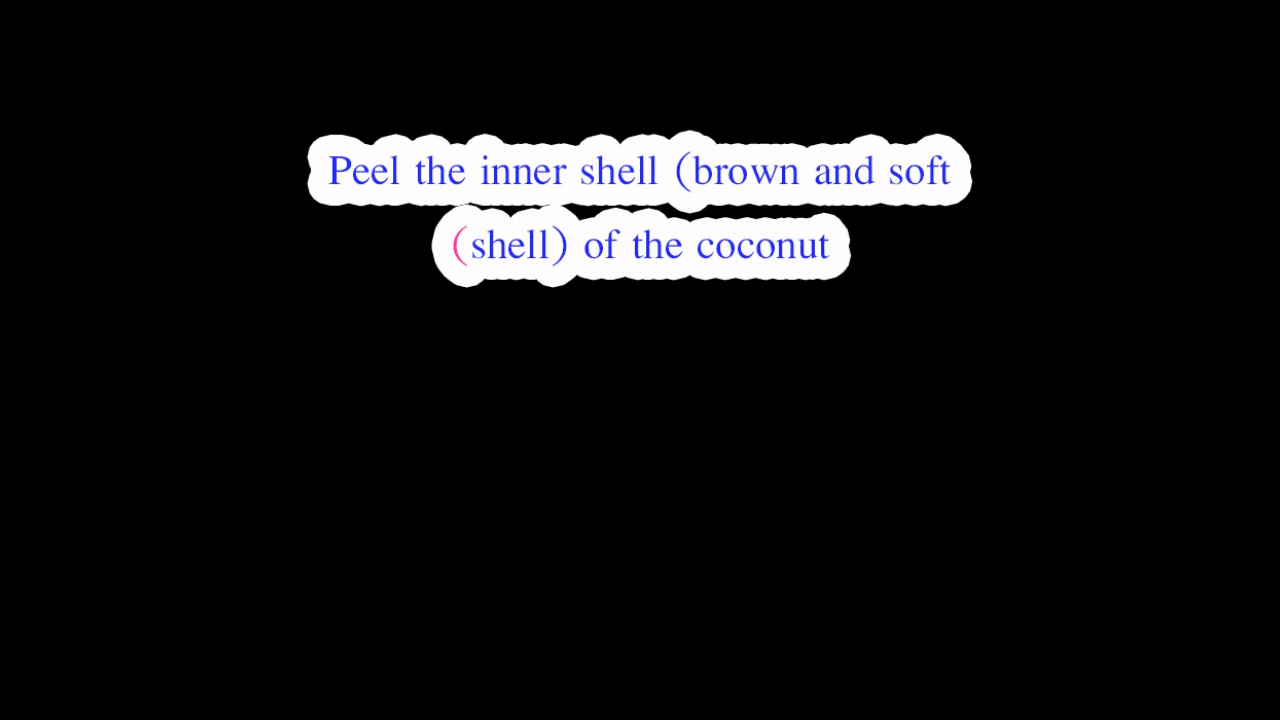 Peel the inner shell (brown and soft
(shell) of the coconut